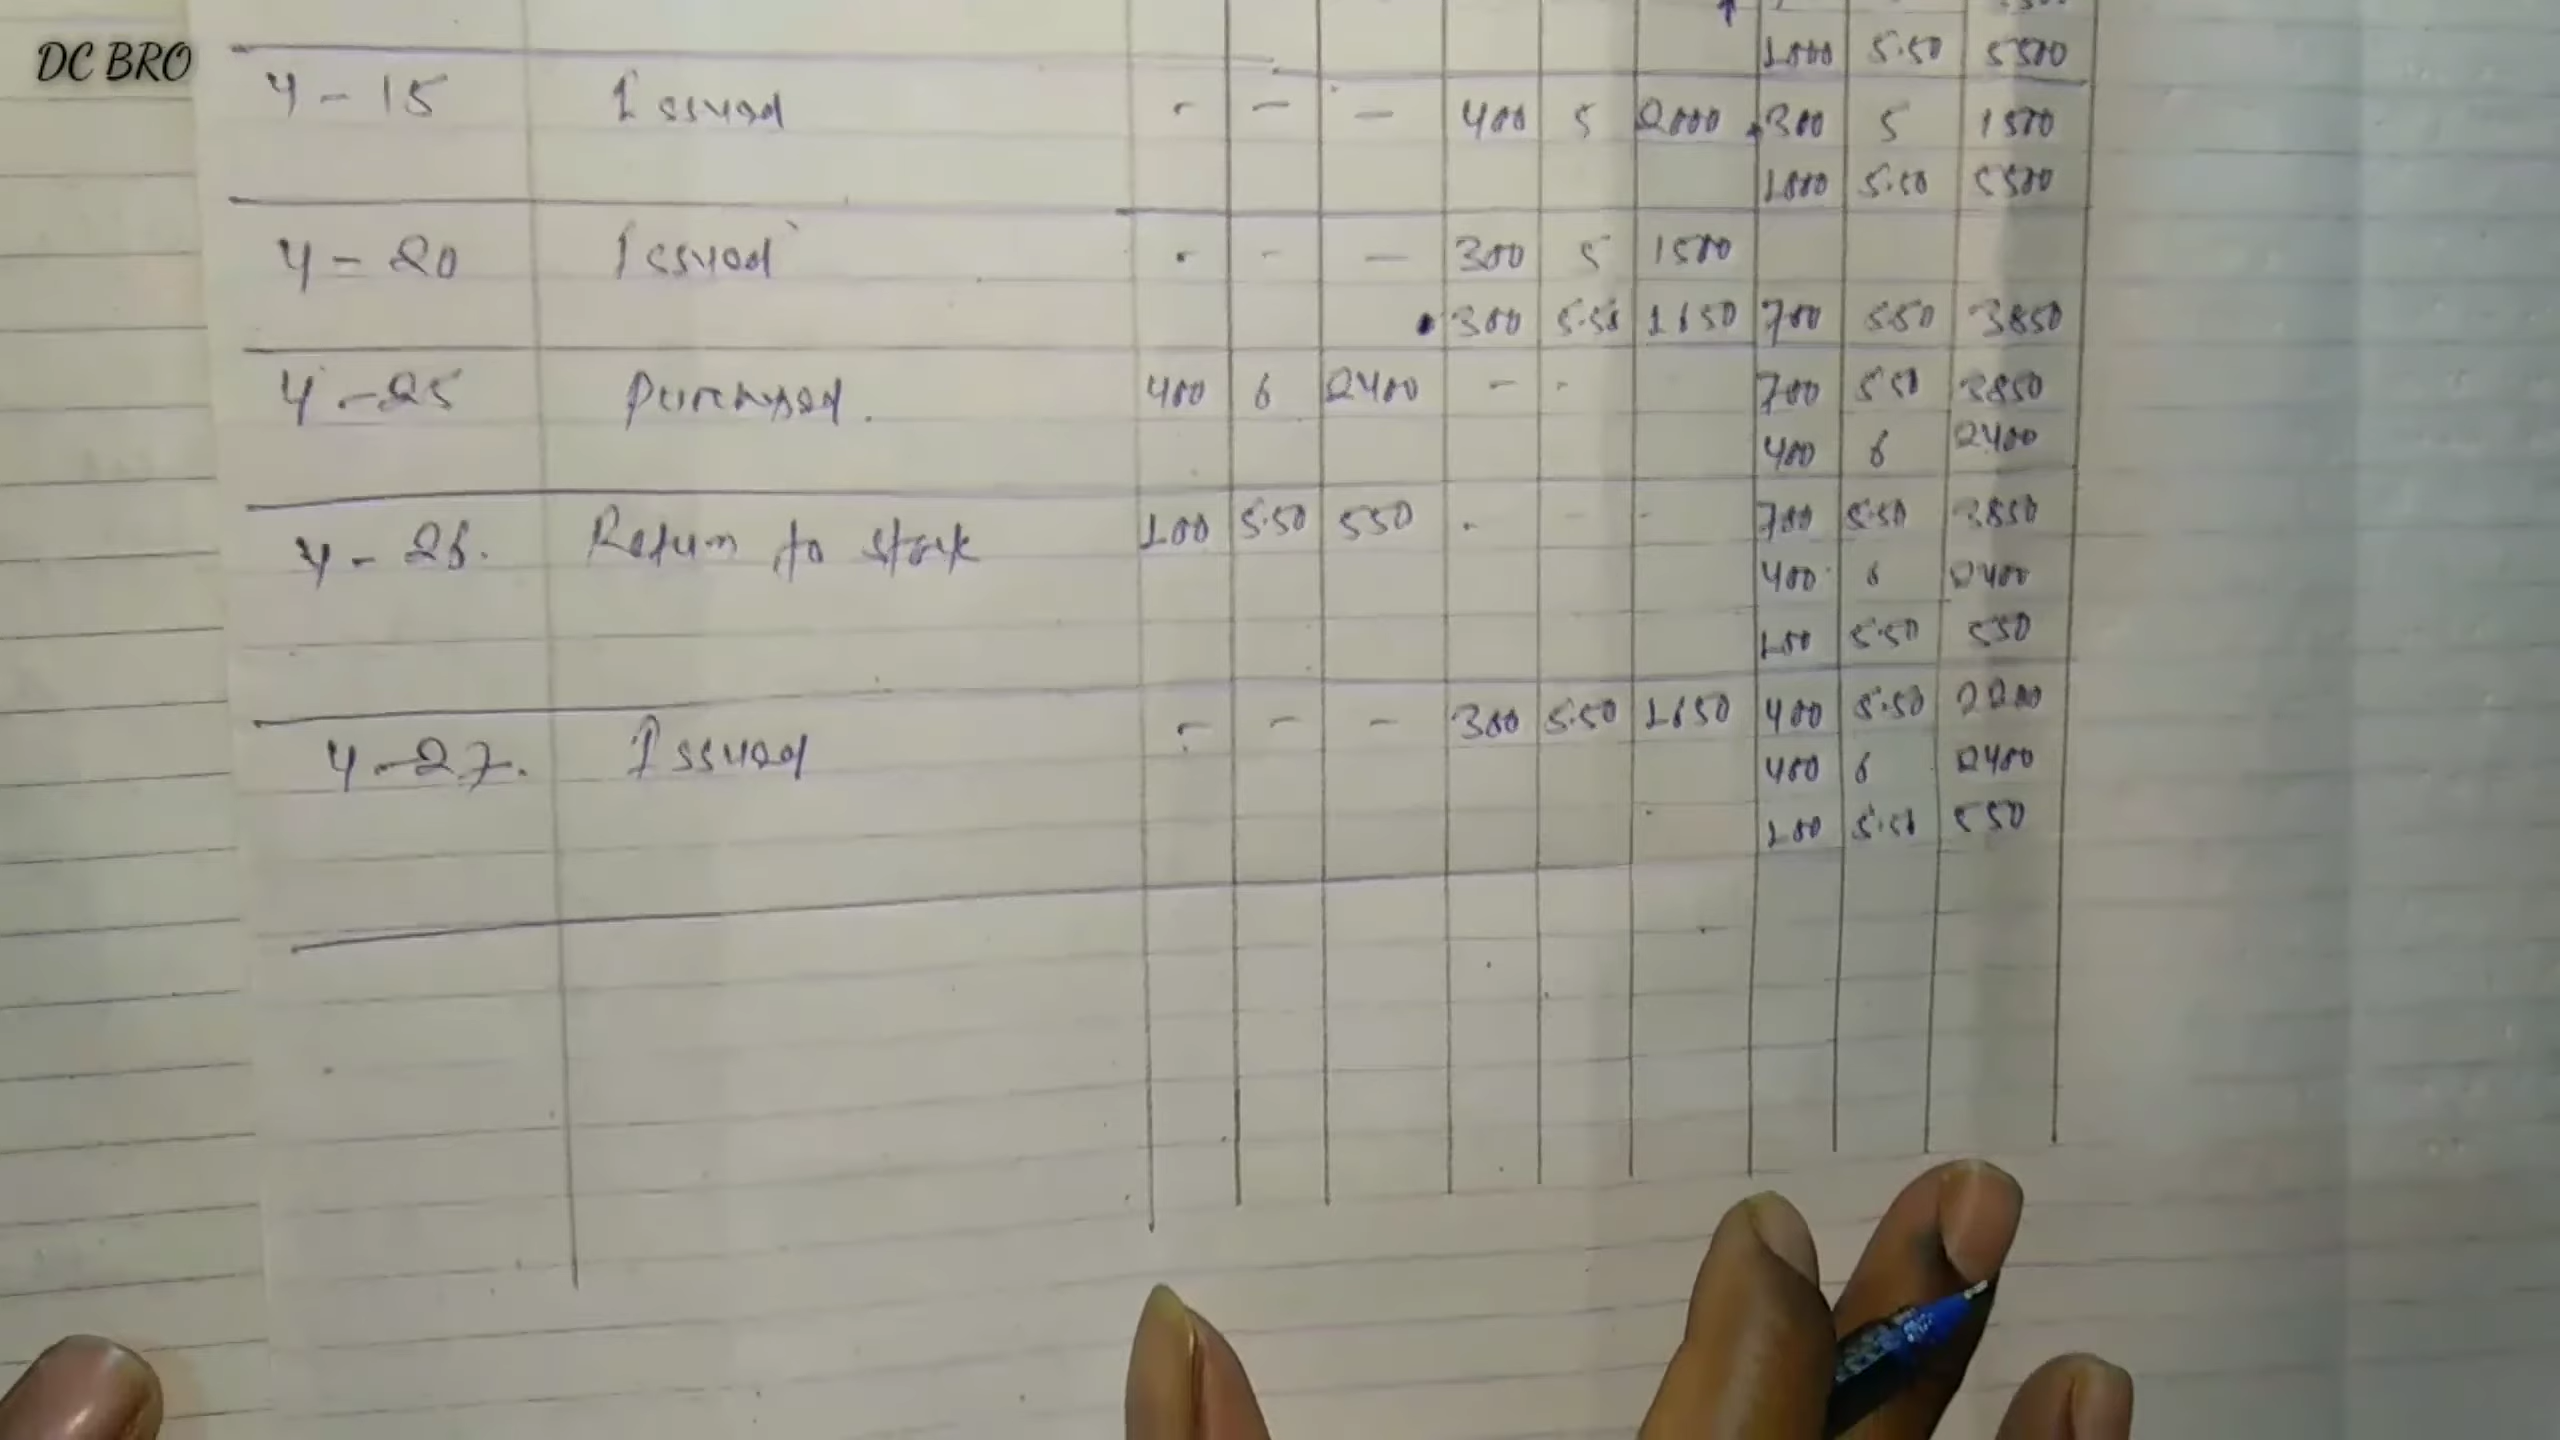 DC BRO
1000 5.50 5500
4-15 Issued - - - 400 5 2000 300 5 1500
1000 5.50 5500
4-20 Issued - - - 300 5 1500
300 5.50 1650 700 5.50 3850
4-25 Purchased. 400 6 2400 - - 700 5.50 3850
400 6 2400
4-26. Return to stock 100 5.50 550 - - - 700 5.50 3850
400 6 2400
100 5.50 550
4-27. Issued - - - 300 5.50 1650 400 5.50 2200
400 6 2400
100 5.50 550